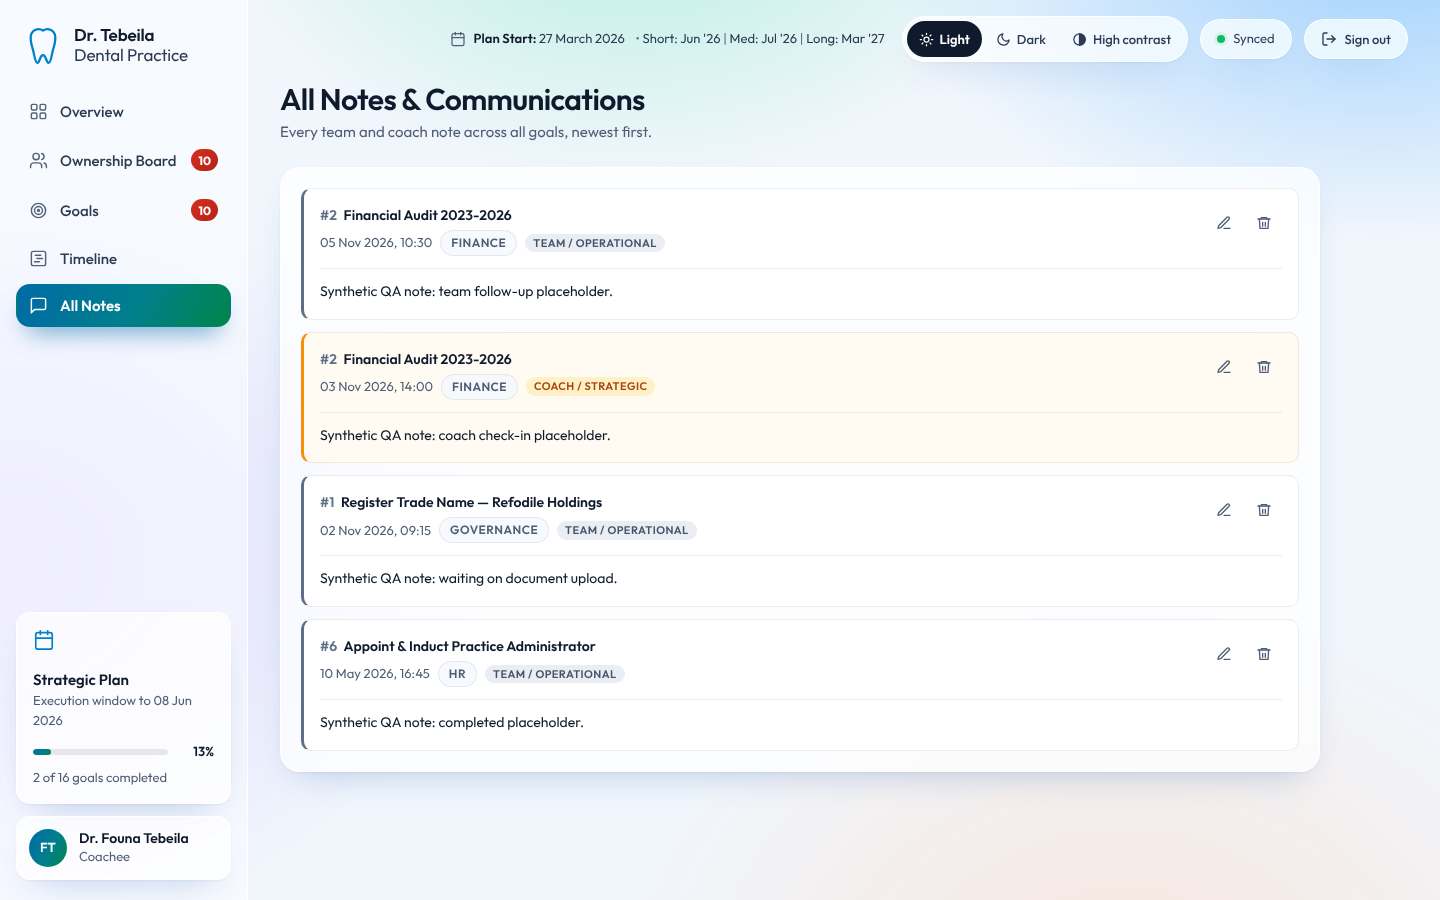 Dr. Tebeila
Dental Practice
Overview
Ownership Board 10
Goals 10
Timeline
All Notes
Strategic Plan
Execution window to 08 Jun
2026
13%
2 of 16 goals completed
FT
Dr. Founa Tebeila
Coachee
Plan Start: 27 March 2026 • Short: Jun '26 | Med: Jul '26 | Long: Mar '27
Light
Dark
High contrast
Synced
Sign out
All Notes & Communications
Every team and coach note across all goals, newest first.
#2 Financial Audit 2023-2026
05 Nov 2026, 10:30 FINANCE TEAM / OPERATIONAL
Synthetic QA note: team follow-up placeholder.
#2 Financial Audit 2023-2026
03 Nov 2026, 14:00 FINANCE COACH / STRATEGIC
Synthetic QA note: coach check-in placeholder.
#1 Register Trade Name — Refodile Holdings
02 Nov 2026, 09:15 GOVERNANCE TEAM / OPERATIONAL
Synthetic QA note: waiting on document upload.
#6 Appoint & Induct Practice Administrator
10 May 2026, 16:45 HR TEAM / OPERATIONAL
Synthetic QA note: completed placeholder.